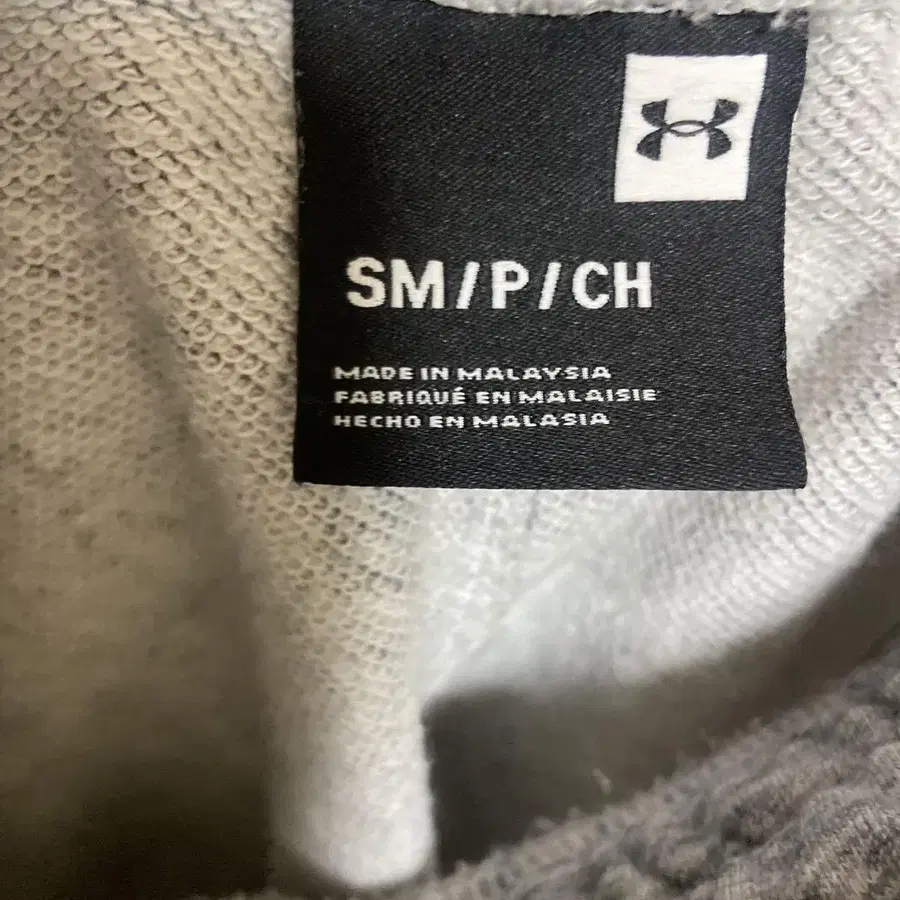 SM/P/CH
MADE IN MALAYSIA
FABRIQUÉ EN MALAISIE
HECHO EN MALASIA